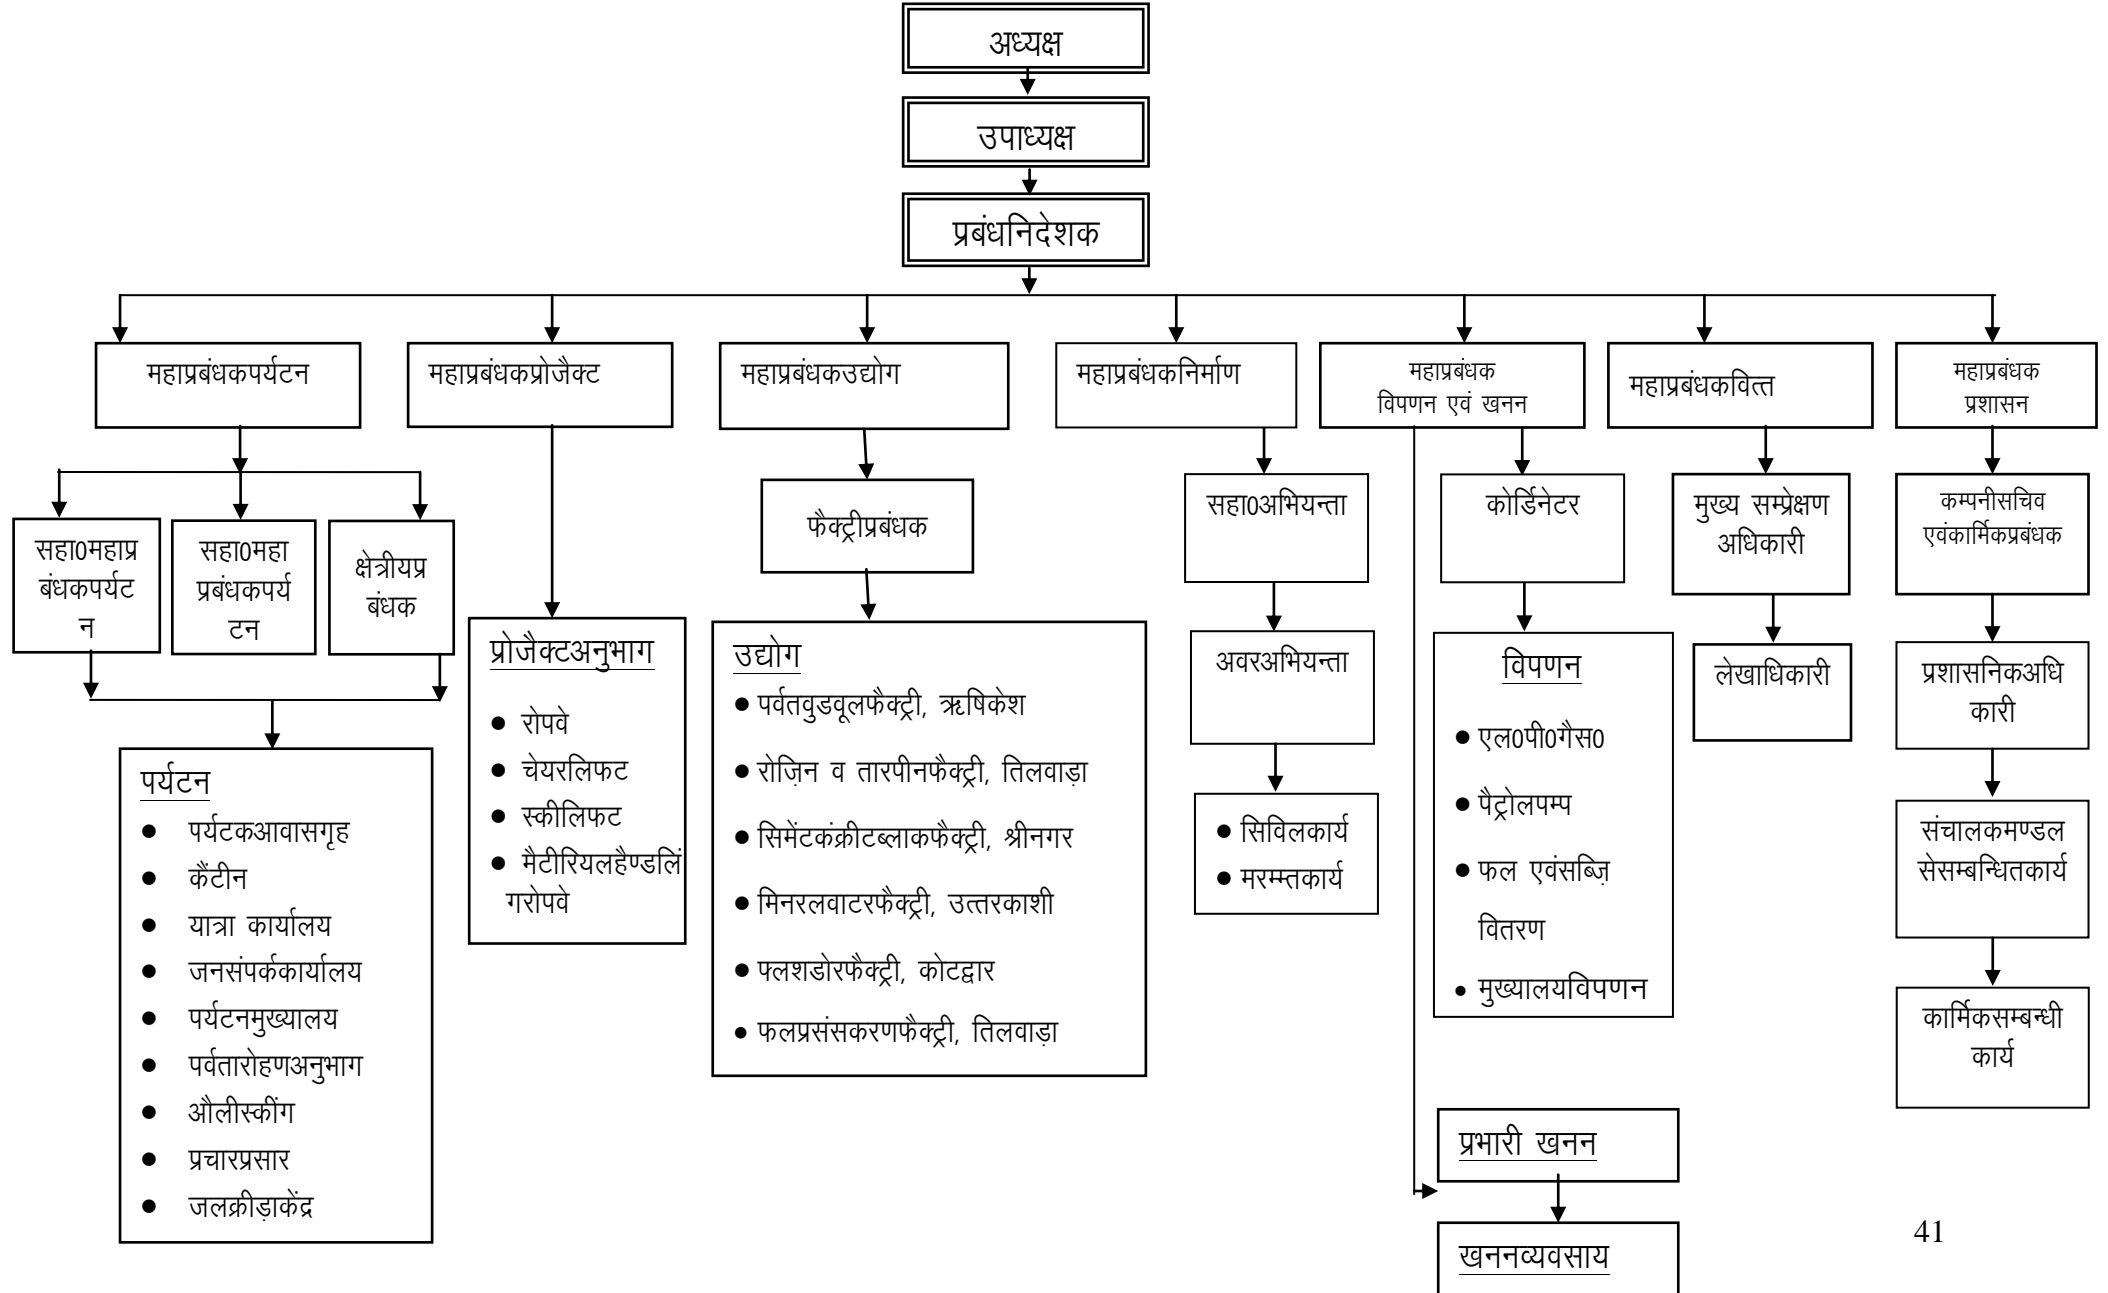 अध्यक्ष
उपाध्यक्ष
प्रबंधनिदेशक
महाप्रबंधकपर्यटन
महाप्रबंधकप्रोजैक्ट
महाप्रबंधकउद्योग
महाप्रबंधकनिर्माण
महाप्रबंधक
विपणन एवं खनन
महाप्रबंधकवित्त
महाप्रबंधक
प्रशासन
सहा0महाप्र
बंधकपर्यट
न
सहा0महा
प्रबंधकपर्य
टन
क्षेत्रीयप्र
बंधक
फैक्ट्रीप्रबंधक
सहा0अभियन्ता
कोर्डिनेटर
मुख्य सम्प्रेक्षण
अधिकारी
कम्पनीसचिव
एवंकार्मिकप्रबंधक
पर्यटन
● पर्यटकआवासगृह
● कैंटीन
● यात्रा कार्यालय
● जनसंपर्ककार्यालय
● पर्यटनमुख्यालय
● पर्वतारोहणअनुभाग
● औलीस्कींग
● प्रचारप्रसार
● जलक्रीड़ाकेंद्र
प्रोजैक्टअनुभाग
● रोपवे
● चेयरलिफट
● स्कीलिफट
● मैटीरियलहैण्डलिं
गरोपवे
उद्योग
● पर्वतवुडवूलफैक्ट्री, ऋषिकेश
● रोज़िन व तारपीनफैक्ट्री, तिलवाड़ा
● सिमेंटकंक्रीटब्लाकफैक्ट्री, श्रीनगर
● मिनरलवाटरफैक्ट्री, उत्तरकाशी
● फ्लशडोरफैक्ट्री, कोटद्वार
● फलप्रसंसकरणफैक्ट्री, तिलवाड़ा
अवरअभियन्ता
● सिविलकार्य
● मरम्म्तकार्य
विपणन
● एल0पी0गैस0
● पैट्रोलपम्प
● फल एवंसब्ज़ि
वितरण
● मुख्यालयविपणन
लेखाधिकारी
प्रशासनिकअधि
कारी
संचालकमण्डल
सेसम्बन्धितकार्य
कार्मिकसम्बन्धी
कार्य
प्रभारी खनन
खननव्यवसाय
41